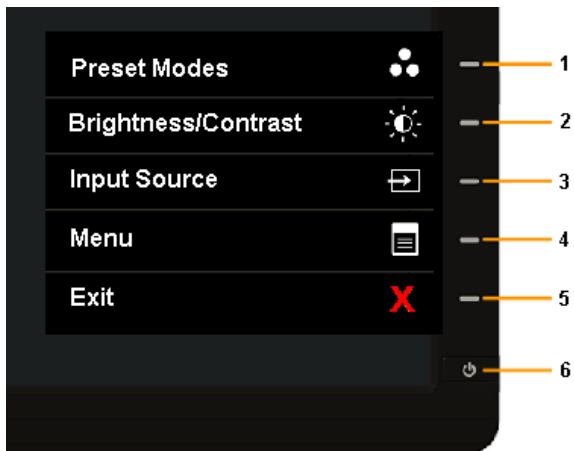 Preset Modes 1
Brightness/Contrast 2
Input Source 3
Menu 4
Exit X 5
6